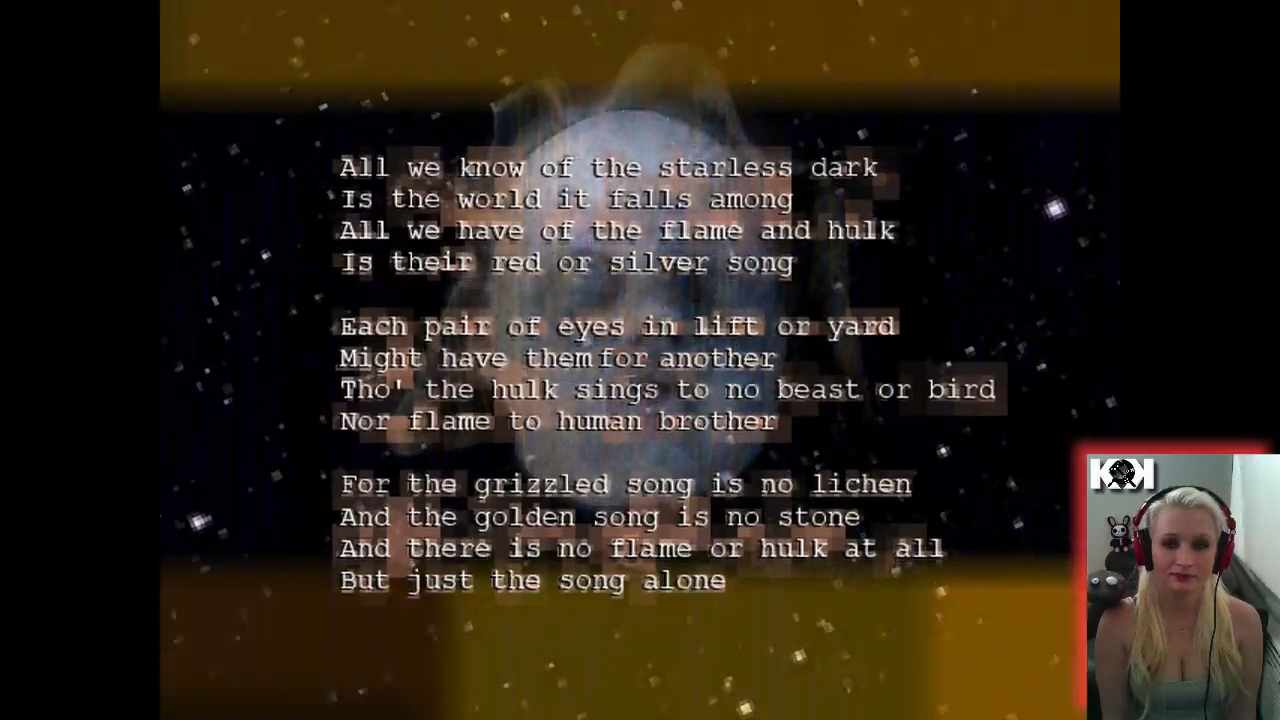 All we know of the starless dark
Is the world it falls among
All we have of the flame and hulk
Is their red or silver song
Each pair of eyes in lift or yard
Might have them for another
Tho' the hulk sings to no beast or bird
Nor flame to human brother
For the grizzled song is no lichen
And the golden song is no stone
And there is no flame or hulk at all
But just the song alone